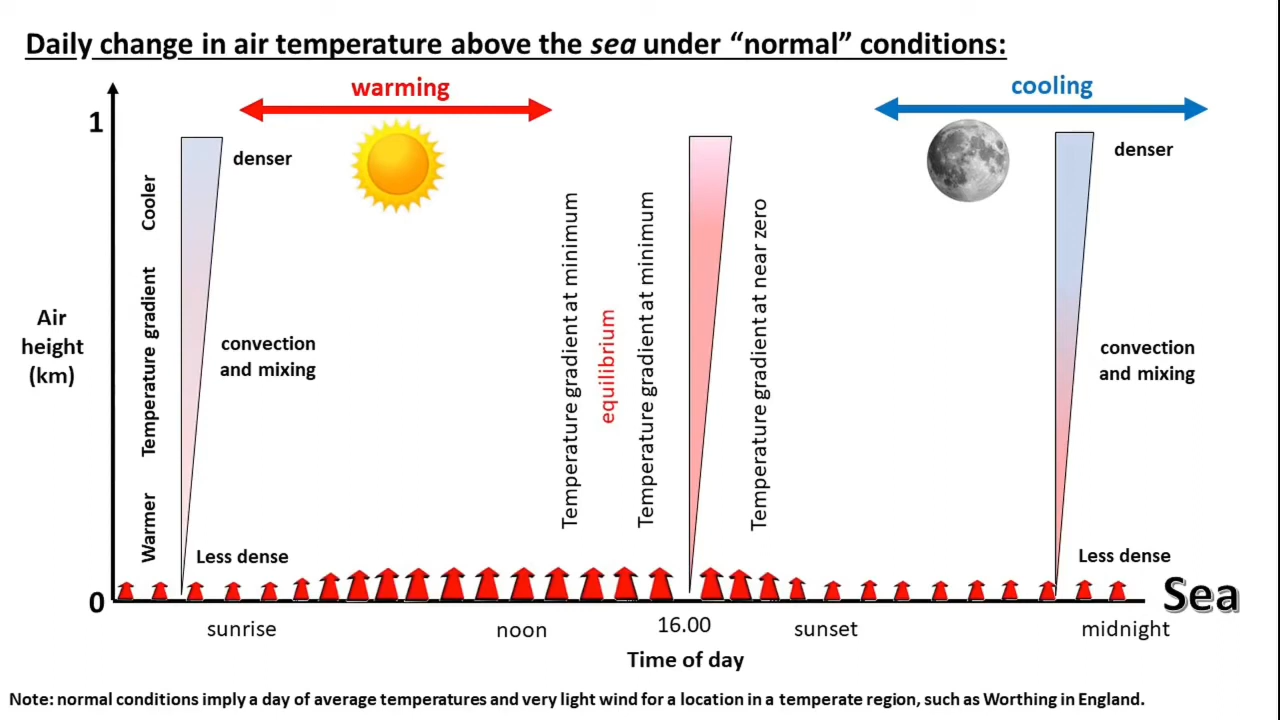 Daily change in air temperature above the sea under “normal” conditions:
warming
cooling
1
denser
denser
Cooler
Temperature gradient
Warmer
Air
height
(km)
convection
and mixing
Temperature gradient at minimum
equilibrium
Temperature gradient at minimum
Temperature gradient at near zero
convection
and mixing
Less dense
Less dense
0
Sea
sunrise
noon
16.00
sunset
midnight
Time of day
Note: normal conditions imply a day of average temperatures and very light wind for a location in a temperate region, such as Worthing in England.